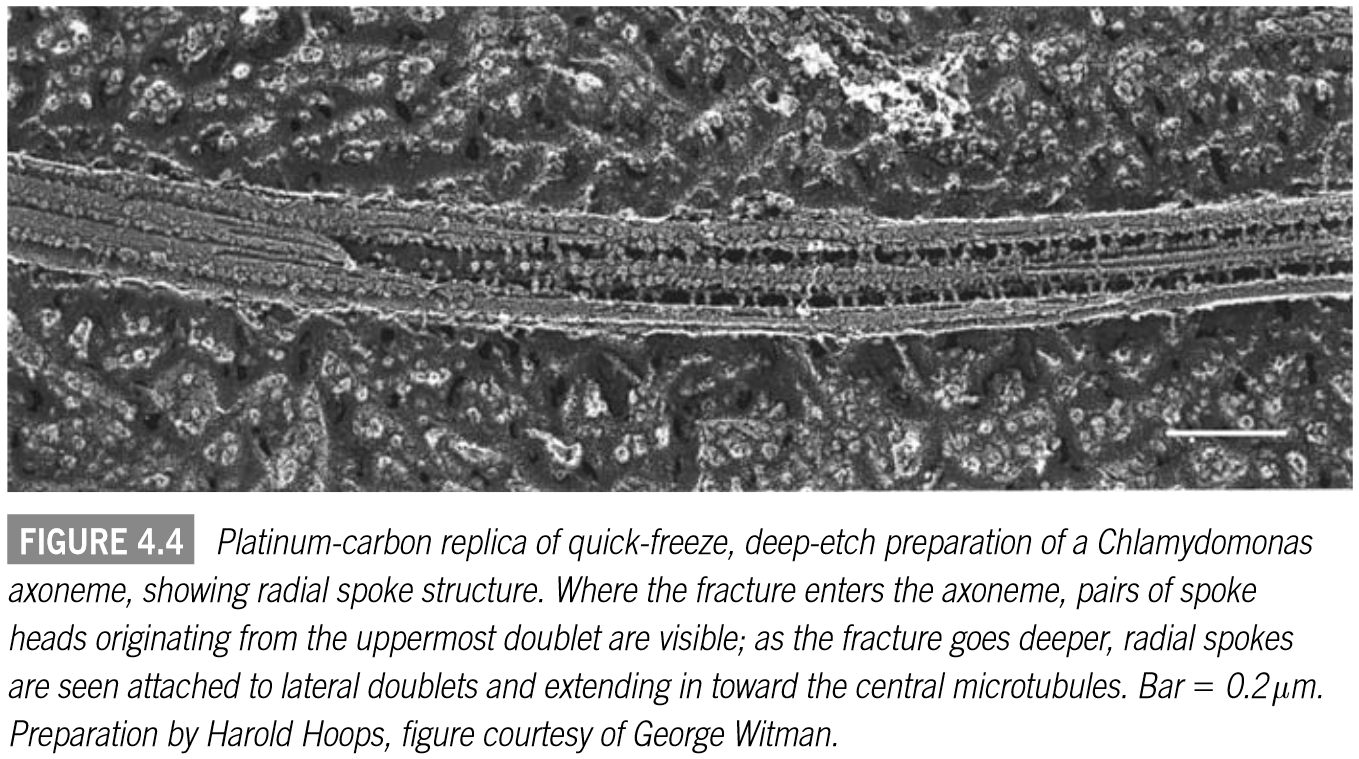 FIGURE 4.4 Platinum-carbon replica of quick-freeze, deep-etch preparation of a Chlamydomonas
axoneme, showing radial spoke structure. Where the fracture enters the axoneme, pairs of spoke
heads originating from the uppermost doublet are visible; as the fracture goes deeper, radial spokes
are seen attached to lateral doublets and extending in toward the central microtubules. Bar = 0.2 μm.
Preparation by Harold Hoops, figure courtesy of George Witman.